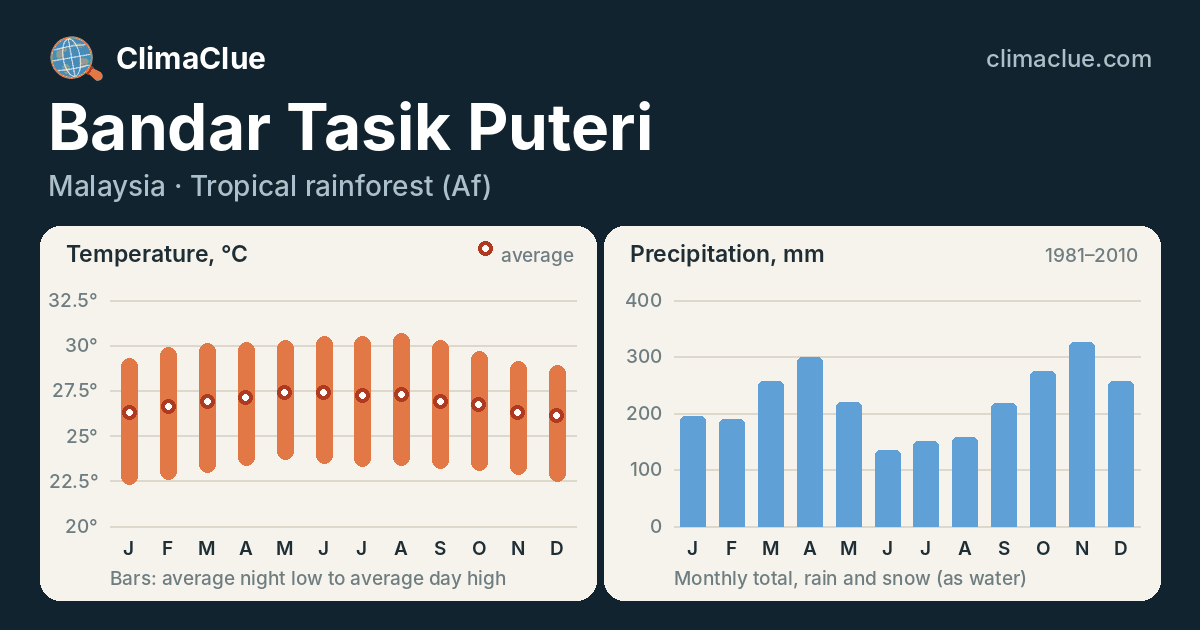 ClimaClue
climaclue.com
Bandar Tasik Puteri
Malaysia · Tropical rainforest (Af)
Temperature, °C
average
32.5°
30°
27.5°
25°
22.5°
20°
J F M A M J J A S O N D
Bars: average night low to average day high
Precipitation, mm
1981–2010
400
300
200
100
0
J F M A M J J A S O N D
Monthly total, rain and snow (as water)